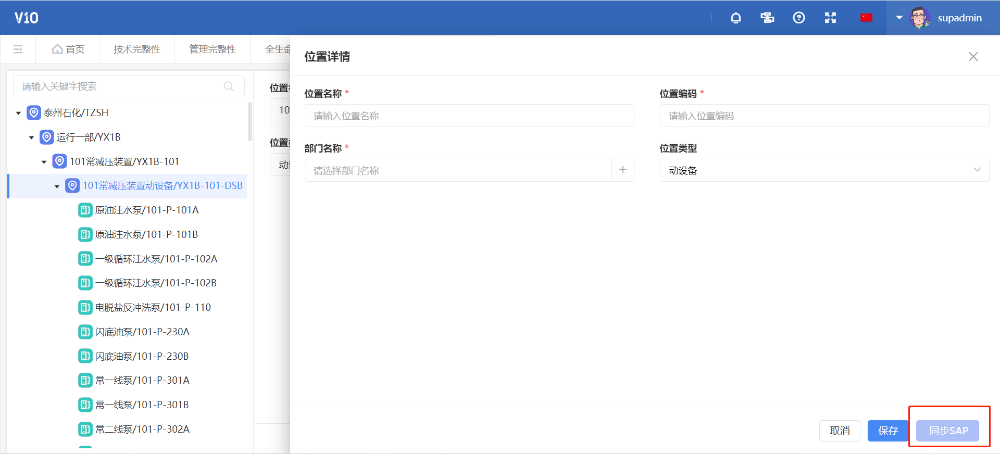 V10
supadmin
首页
技术完整性
管理完整性
全生命
请输入关键字搜索
泰州石化/TZSH
运行一部/YX1B
101常减压装置/YX1B-101
101常减压装置动设备/YX1B-101-DSB
原油注水泵/101-P-101A
原油注水泵/101-P-101B
一级循环注水泵/101-P-102A
一级循环注水泵/101-P-102B
电脱盐反冲洗泵/101-P-110
闪底油泵/101-P-230A
闪底油泵/101-P-230B
常一线泵/101-P-301A
常一线泵/101-P-301B
常二线泵/101-P-302A
位置
10
位置
动
位置详情
位置名称 *
请输入位置名称
位置编码 *
请输入位置编码
部门名称 *
请选择部门名称
位置类型
动设备
取消
保存
同步SAP